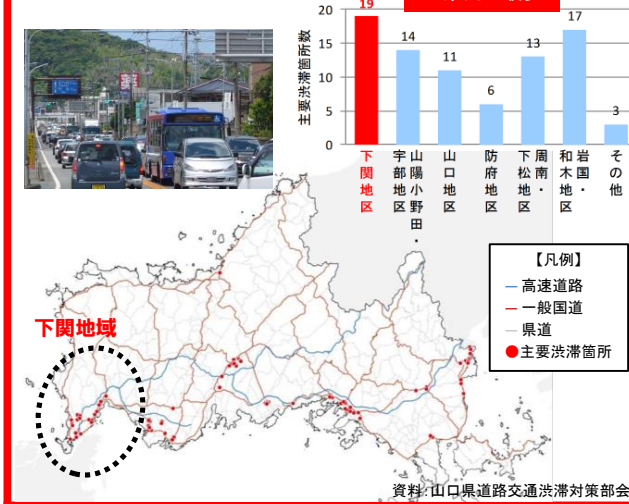 主要渋滞箇所数
20
15
10
5
0
19
14
11
6
13
17
3
下関地区
山陽小野田・
宇部地区
山口地区
防府地区
周南・
下松地区
岩国・
和木地区
その他
【凡例】
高速道路
一般国道
県道
主要渋滞箇所
下関地域
資料:山口県道路交通渋滞対策部会